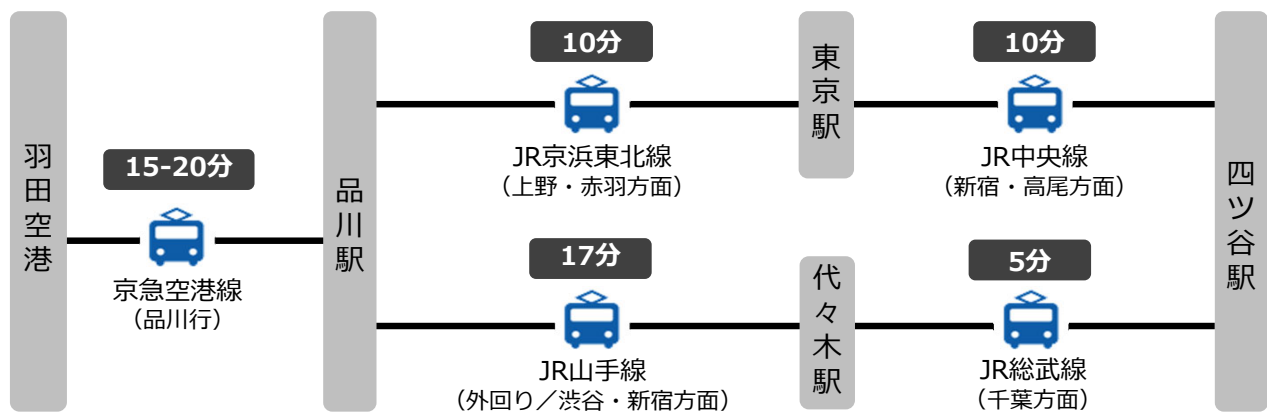 羽田空港
15-20分
京急空港線
（品川行）
品川駅
10分
JR京浜東北線
（上野・赤羽方面）
東京駅
10分
JR中央線
（新宿・高尾方面）
17分
JR山手線
（外回り／渋谷・新宿方面）
代々木駅
5分
JR総武線
（千葉方面）
四ツ谷駅